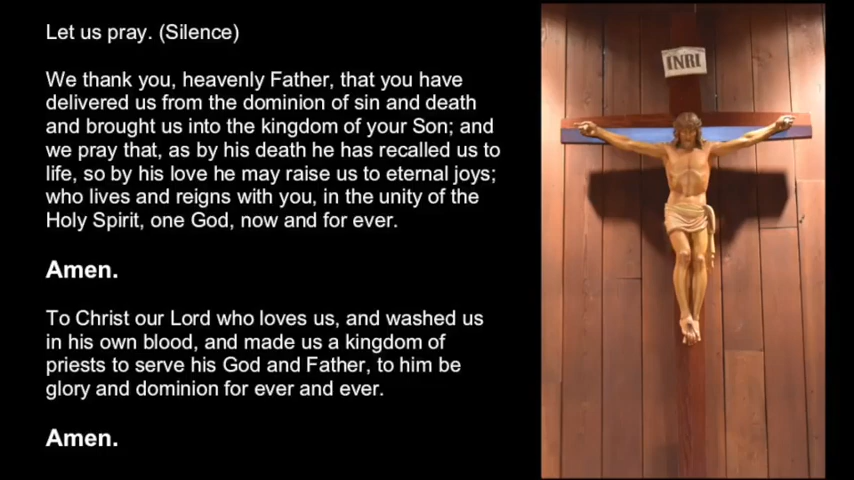 Let us pray. (Silence)
We thank you, heavenly Father, that you have
delivered us from the dominion of sin and death
and brought us into the kingdom of your Son; and
we pray that, as by his death he has recalled us to
life, so by his love he may raise us to eternal joys;
who lives and reigns with you, in the unity of the
Holy Spirit, one God, now and for ever.
Amen.
To Christ our Lord who loves us, and washed us
in his own blood, and made us a kingdom of
priests to serve his God and Father, to him be
glory and dominion for ever and ever.
Amen.
INRI